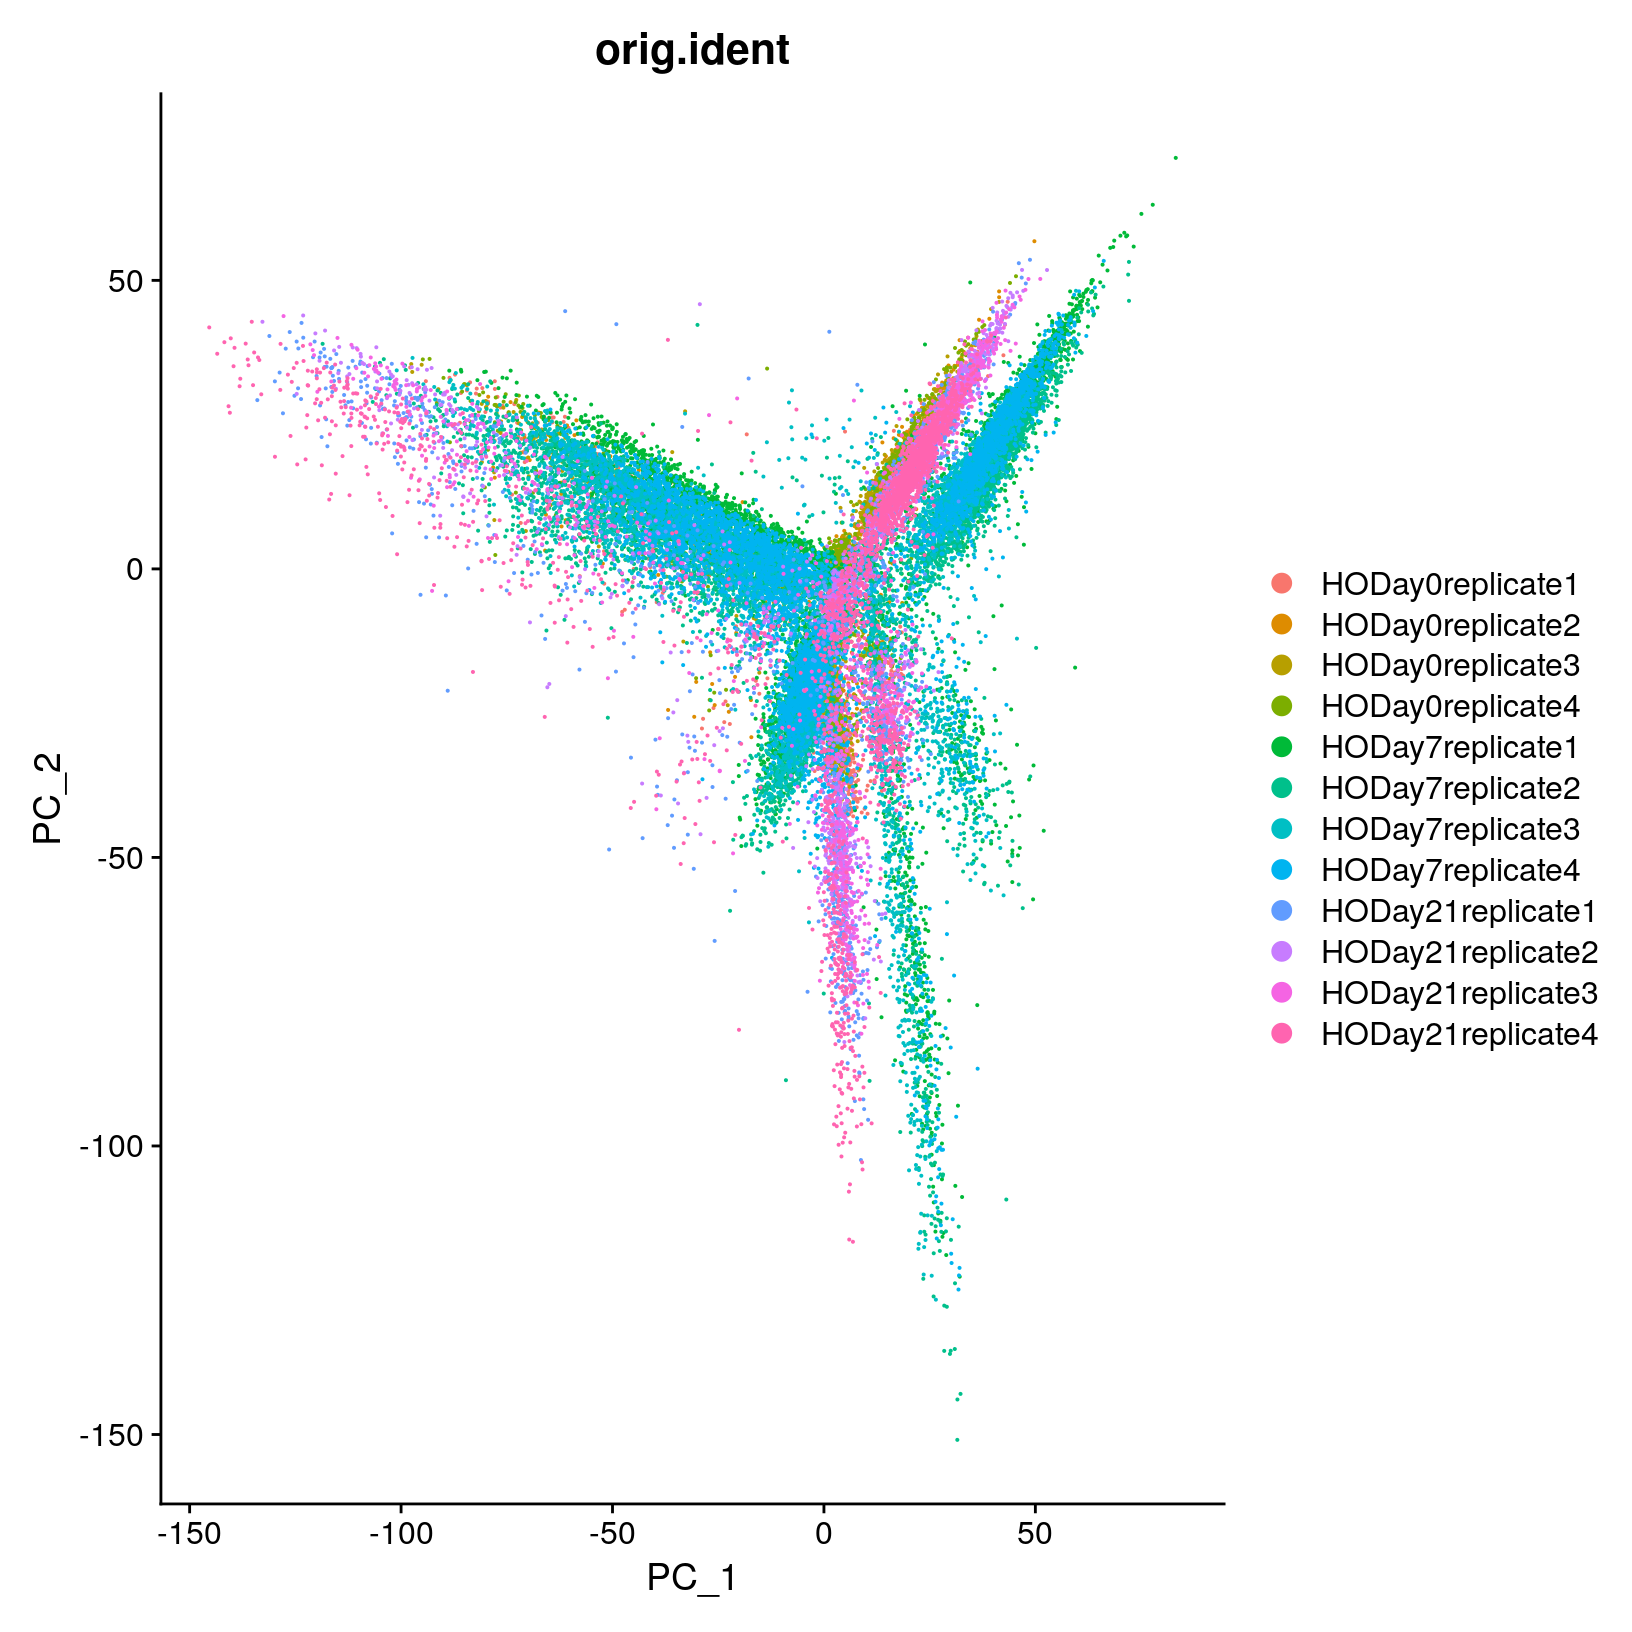 orig.ident
PC_2
50
0
-50
-100
-150
-150
-100
-50
0
50
PC_1
HODay0replicate1
HODay0replicate2
HODay0replicate3
HODay0replicate4
HODay7replicate1
HODay7replicate2
HODay7replicate3
HODay7replicate4
HODay21replicate1
HODay21replicate2
HODay21replicate3
HODay21replicate4